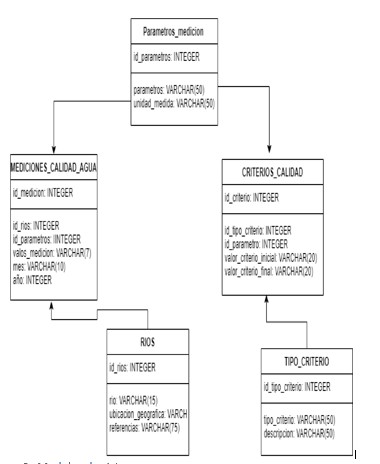 Parametros_medicion
id_parametros: INTEGER
parametros: VARCHAR(50)
unidad_medida: VARCHAR(50)
MEDICIONES_CALIDAD_AGUA
id_medicion: INTEGER
id_rios: INTEGER
id_parametros: IINTEGER
valos_medicion: VARCHAR(7)
mes: VARCHAR(10)
año: INTEGER
CRITERIOS_CALIDAD
id_criterio: INTEGER
id_tipo_criterio: INTEGER
id_parametro: INTEGER
valor_criterio_inicial: VARCHAR(20)
valor_criterio_final: VARCHAR(20)
RIOS
id_rios: INTEGER
rio: VARCHAR(15)
ubicacion_geografica: VARCH
referencias: VARCHAR(75)
TIPO_CRITERIO
id_tipo_criterio: INTEGER
tipo_criterio: VARCHAR(50)
descripcion: VARCHAR(50)